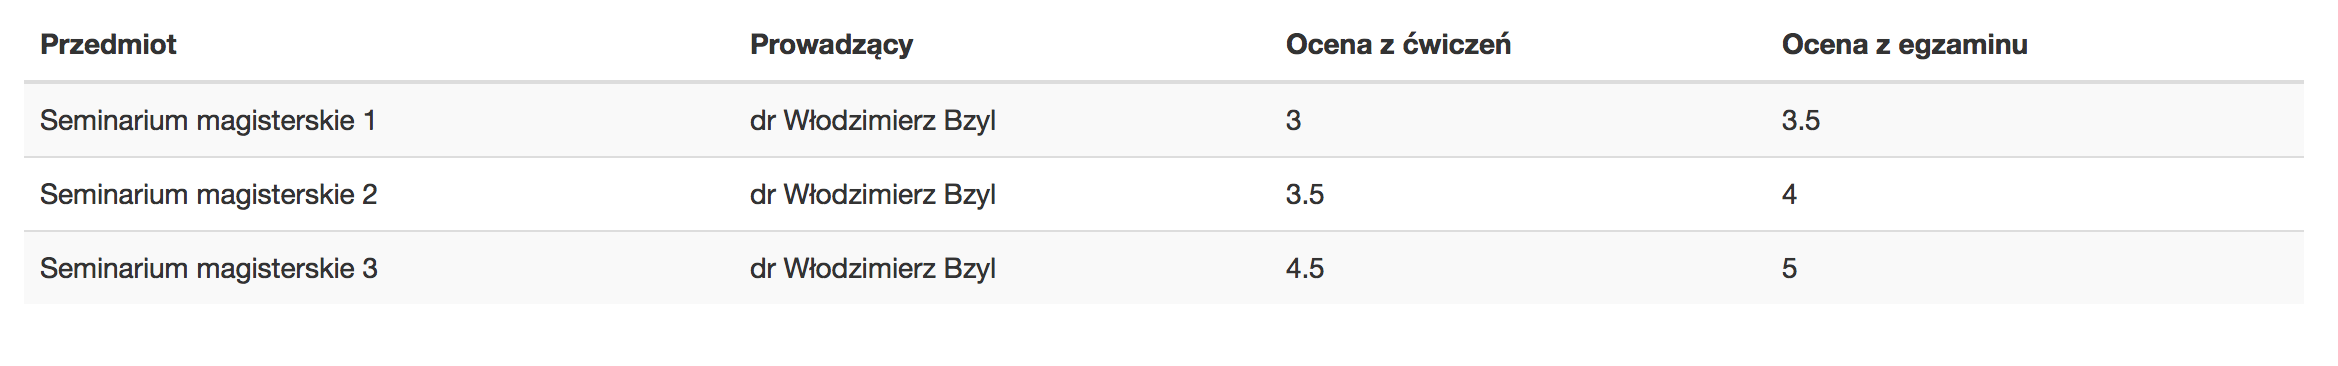 Przedmiot Prowadzący Ocena z ćwiczeń Ocena z egzaminu
Seminarium magisterskie 1 dr Włodzimierz Bzyl 3 3.5
Seminarium magisterskie 2 dr Włodzimierz Bzyl 3.5 4
Seminarium magisterskie 3 dr Włodzimierz Bzyl 4.5 5